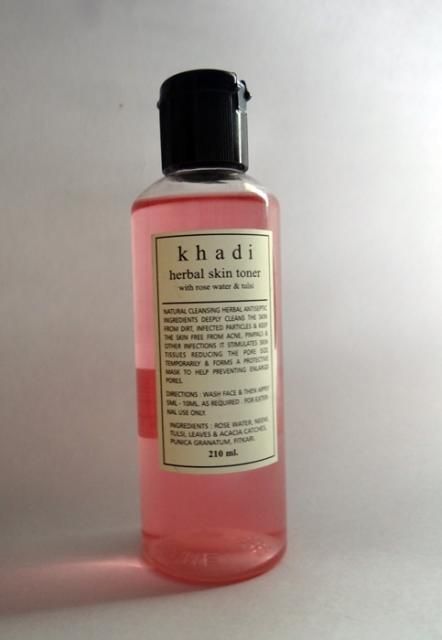 khadi
herbal skin toner
with rose water & tulsi
NATURAL CLEANSING HERBAL ANTISEPTIC
INGREDIENTS DEEPLY CLEANS THE SKIN
FROM DIRT, INFECTED PARTICLES & KEEP
THE SKIN FREE FROM ACNE, PIMPALS &
OTHER INFECTIONS IT STIMULATES SKIN
TISSUES REDUCING THE PORE SIZE
TEMPORARILY & FORMS A PROTECTIVE
MASK TO HELP PREVENTING ENLARGED
PORES.
DIRECTIONS : WASH FACE & THEN APPLY
5ML - 10ML. AS REQUIRED . FOR EXTER-
NAL USE ONLY.
INGREDIENTS : ROSE WATER, NEEM,
TULSI, LEAVES & ACACIA CATCHES,
PUNICA GRANATUM, FITKARI.
210 ml.